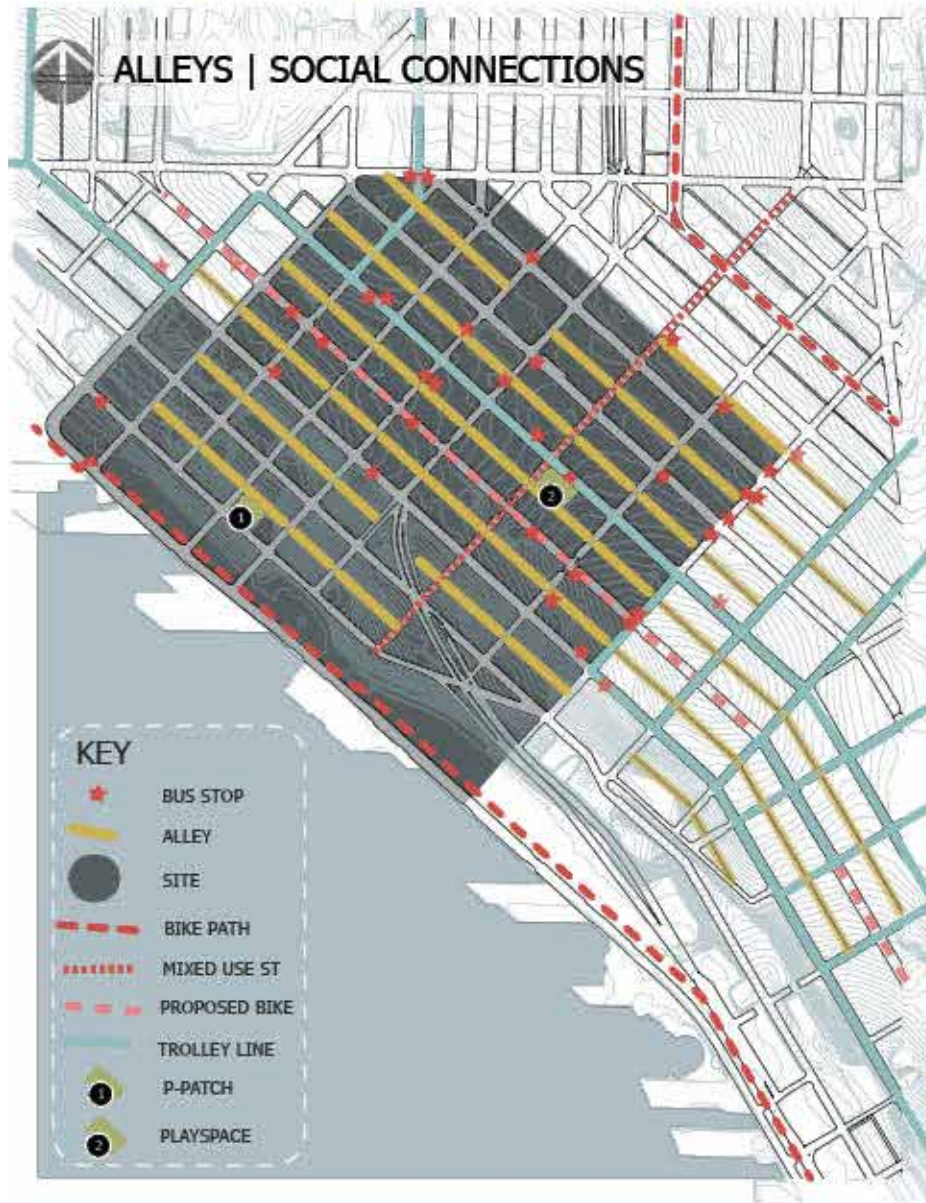 ALLEYS | SOCIAL CONNECTIONS
1
2
KEY
BUS STOP
ALLEY
SITE
BIKE PATH
MIXED USE ST
PROPOSED BIKE
TROLLEY LINE
1 P-PATCH
2 PLAYSPACE